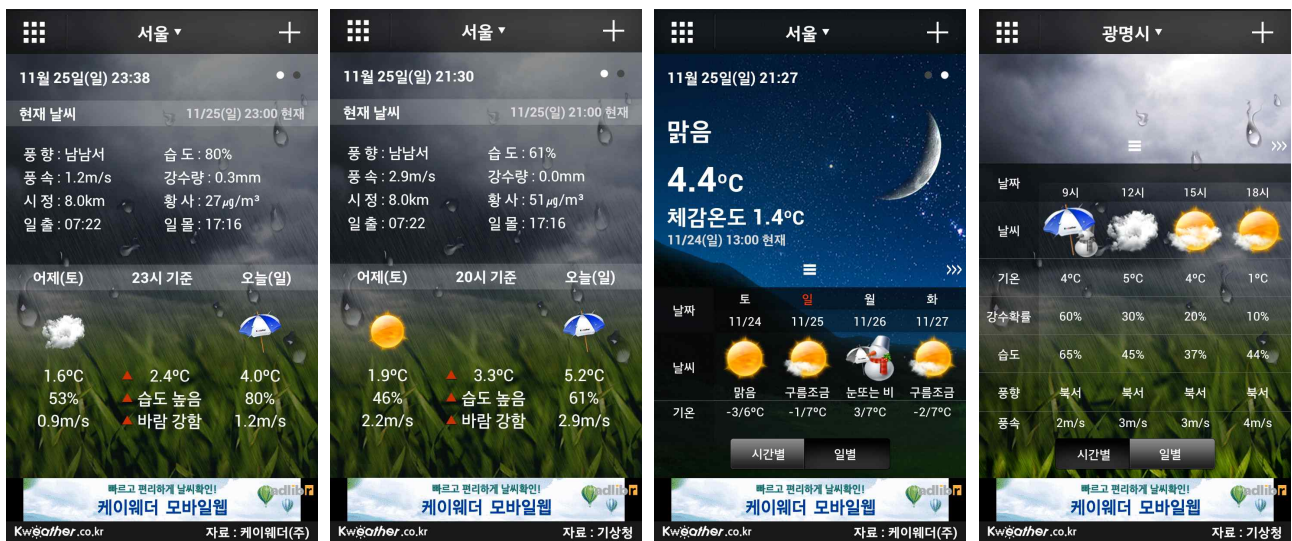 서울 ▼
11월 25일(일) 23:38
현재 날씨 11/25(일) 23:00 현재
풍 향 : 남남서 습 도 : 80%
풍 속 : 1.2m/s 강수량 : 0.3mm
시 정 : 8.0km 황 사 : 27㎍/m³
일 출 : 07:22 일 몰 : 17:16
어제(토) 23시 기준 오늘(일)
1.6ºC ▲ 2.4ºC 4.0ºC
53% ▲ 습도 높음 80%
0.9m/s ▲ 바람 강함 1.2m/s
빠르고 편리하게 날씨확인!
케이웨더 모바일웹
adlibr
Kweather.co.kr 자료 : 케이웨더(주)
서울 ▼
11월 25일(일) 21:30
현재 날씨 11/25(일) 21:00 현재
풍 향 : 남남서 습 도 : 61%
풍 속 : 2.9m/s 강수량 : 0.0mm
시 정 : 8.0km 황 사 : 51㎍/m³
일 출 : 07:22 일 몰 : 17:16
어제(토) 20시 기준 오늘(일)
1.9ºC ▲ 3.3ºC 5.2ºC
46% ▲ 습도 높음 61%
2.2m/s ▲ 바람 강함 2.9m/s
빠르고 편리하게 날씨확인!
케이웨더 모바일웹
adlibr
Kweather.co.kr 자료 : 기상청
서울 ▼
11월 25일(일) 21:27
맑음
4.4ºC
체감온도 1.4ºC
11/24(일) 13:00 현재
날짜 토 일 월 화
11/24 11/25 11/26 11/27
날씨
맑음 구름조금 눈또는 비 구름조금
기온 -3/6ºC -1/7ºC 3/7ºC -2/7ºC
시간별 일별
빠르고 편리하게 날씨확인!
케이웨더 모바일웹
adlibr
Kweather.co.kr 자료 : 케이웨더(주)
광명시 ▼
날짜 9시 12시 15시 18시
날씨
기온 4ºC 5ºC 4ºC 1ºC
강수확률 60% 30% 20% 10%
습도 65% 45% 37% 44%
풍향 북서 북서 북서 북서
풍속 2m/s 3m/s 3m/s 4m/s
시간별 일별
빠르고 편리하게 날씨확인!
케이웨더 모바일웹
adlibr
Kweather.co.kr 자료 : 기상청